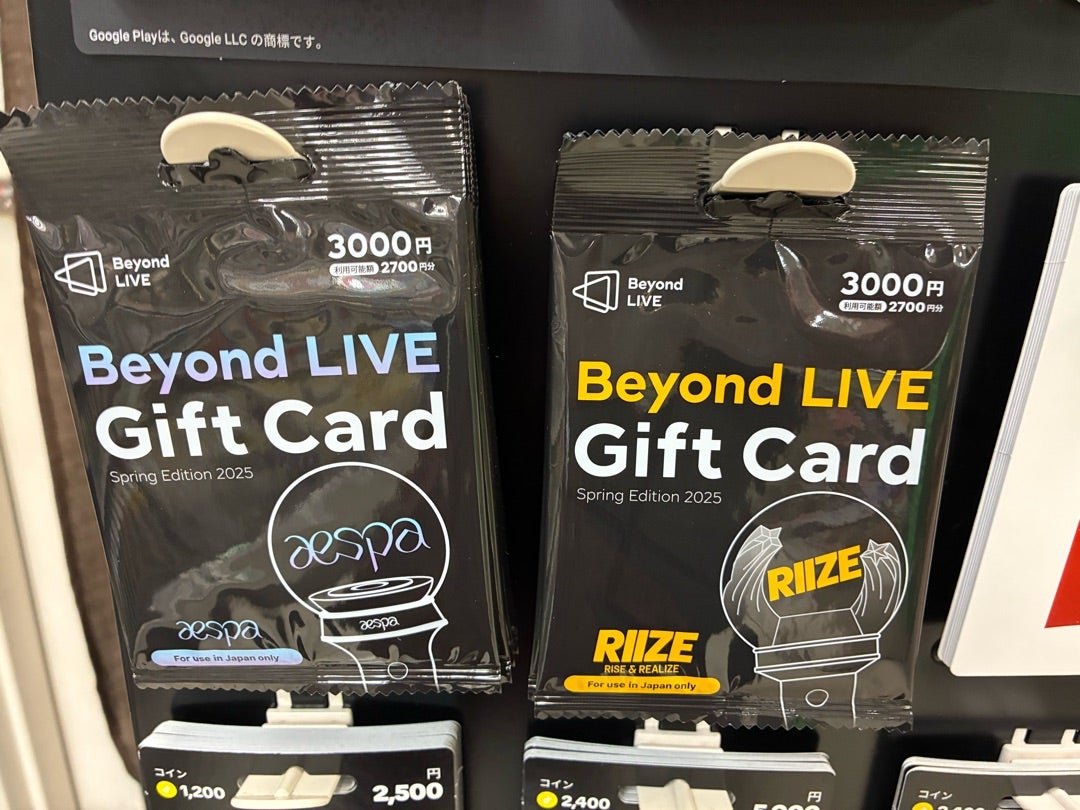 Google Playは、Google LLC の商標です。
Beyond
LIVE
3000円
利用可能額 2700円分
Beyond LIVE
Gift Card
Spring Edition 2025
aespa
aespa
aespa
For use in Japan only
Beyond
LIVE
3000円
利用可能額 2700円分
Beyond LIVE
Gift Card
Spring Edition 2025
RIIZE
RIIZE
RISE & REALIZE
For use in Japan only
コイン
1,200
円
2,500
コイン
2,400
円
コイン